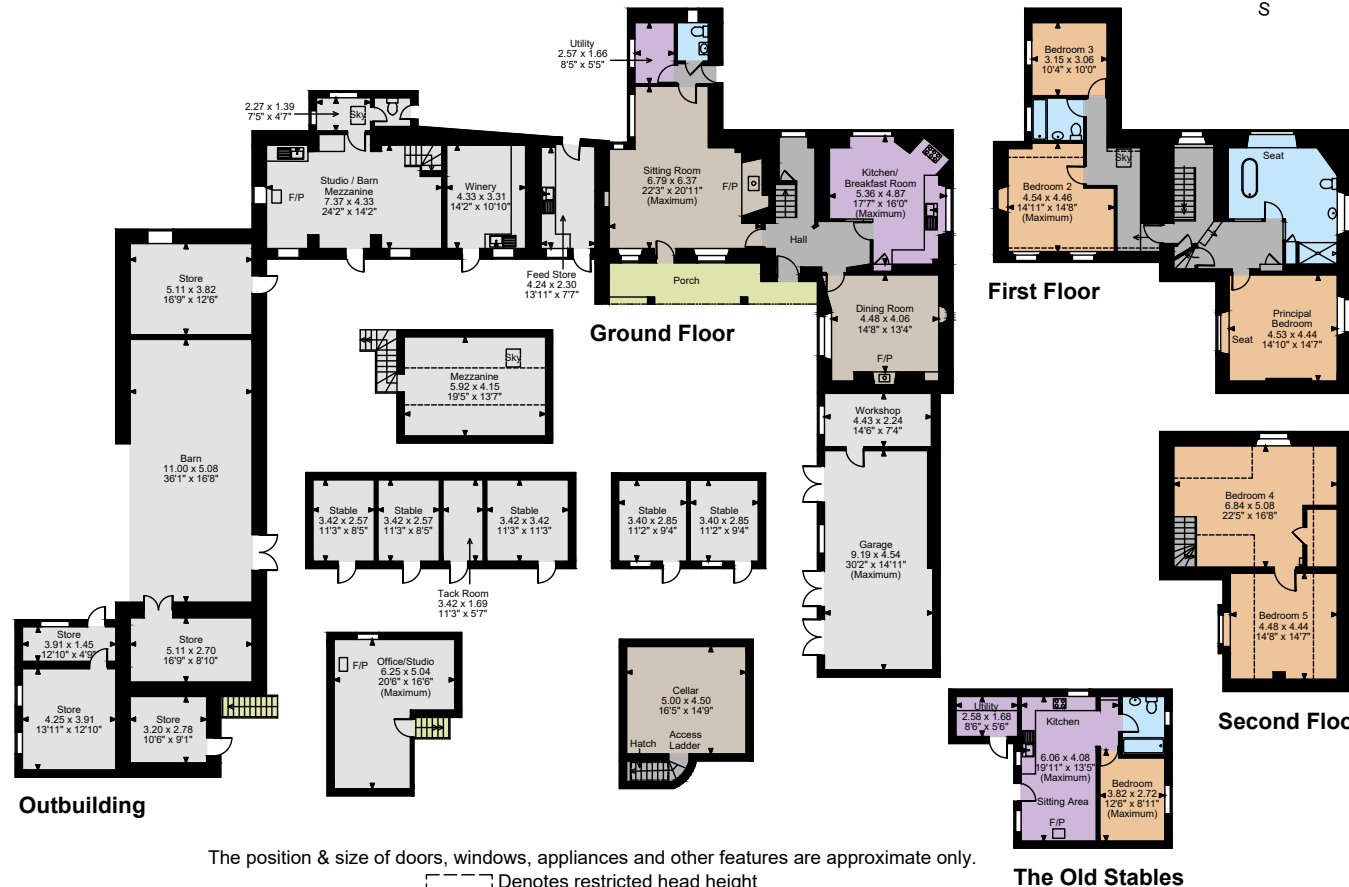 S
Utility
2.57 x 1.66
8'5" x 5'5"
2.27 x 1.39
7'5" x 4'7"
Sky
Studio / Barn
Mezzanine
7.37 x 4.33
24'2" x 14'2"
F/P
Winery
4.33 x 3.31
14'2" x 10'10"
Feed Store
4.24 x 2.30
13'11" x 7'7"
Sitting Room
6.79 x 6.37
22'3" x 20'11"
(Maximum)
F/P
Hall
Kitchen/
Breakfast Room
5.36 x 4.87
17'7" x 16'0"
(Maximum)
Porch
Ground Floor
Dining Room
4.48 x 4.06
14'8" x 13'4"
F/P
Workshop
4.43 x 2.24
14'6" x 7'4"
Garage
9.19 x 4.54
30'2" x 14'11"
(Maximum)
Store
5.11 x 3.82
16'9" x 12'6"
Barn
11.00 x 5.08
36'1" x 16'8"
Store
5.11 x 2.70
16'9" x 8'10"
Store
3.91 x 1.45
12'10" x 4'9"
Store
4.25 x 3.91
13'11" x 12'10"
Store
3.20 x 2.78
10'6" x 9'1"
Outbuilding
Sky
Mezzanine
5.92 x 4.15
19'5" x 13'7"
Stable
3.42 x 2.57
11'3" x 8'5"
Stable
3.42 x 2.57
11'3" x 8'5"
Stable
3.42 x 3.42
11'3" x 11'3"
Tack Room
3.42 x 1.69
11'3" x 5'7"
Stable
3.40 x 2.85
11'2" x 9'4"
Stable
3.40 x 2.85
11'2" x 9'4"
F/P
Office/Studio
6.25 x 5.04
20'6" x 16'6"
(Maximum)
Cellar
5.00 x 4.50
16'5" x 14'9"
Access
Ladder
Hatch
Bedroom 3
3.15 x 3.06
10'4" x 10'0"
Sky
Bedroom 2
4.54 x 4.46
14'11" x 14'8"
(Maximum)
Seat
Principal
Bedroom
4.53 x 4.44
14'10" x 14'7"
Seat
First Floor
Bedroom 4
6.84 x 5.08
22'5" x 16'8"
Bedroom 5
4.48 x 4.44
14'8" x 14'7"
Second Floo
Utility
2.58 x 1.68
8'6" x 5'6"
Kitchen
6.06 x 4.08
19'11" x 13'5"
(Maximum)
Sitting Area
F/P
Bedroom
3.82 x 2.72
12'6" x 8'11"
(Maximum)
The Old Stables
The position & size of doors, windows, appliances and other features are approximate only.
Denotes restricted head height